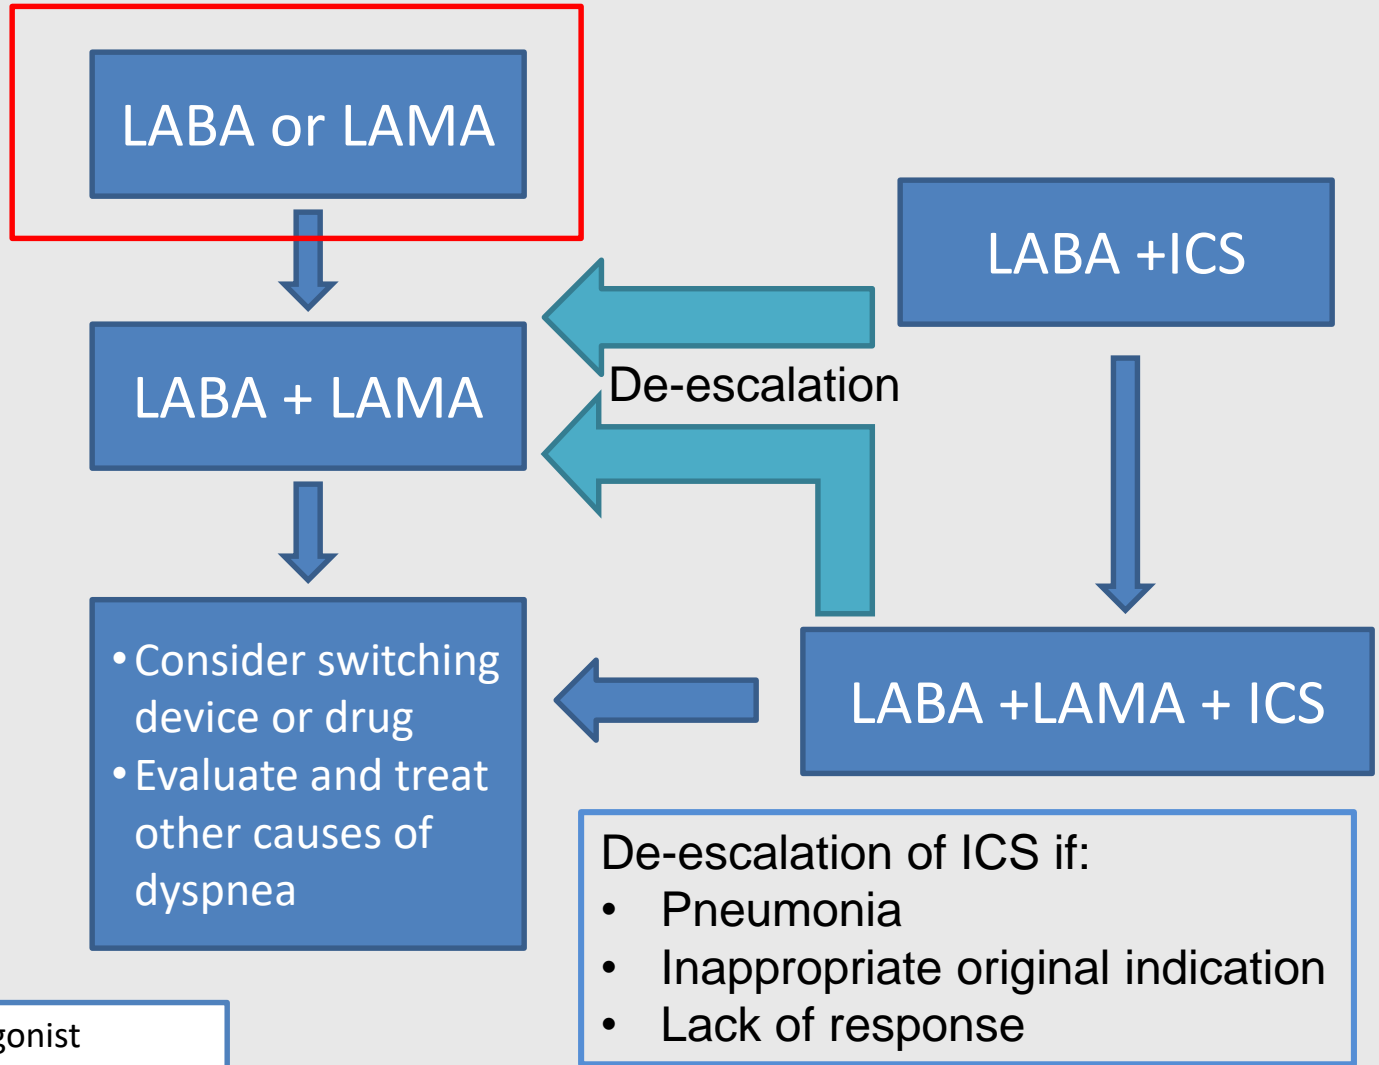 LABA or LAMA
LABA +ICS
De-escalation
LABA + LAMA
• Consider switching
device or drug
• Evaluate and treat
other causes of
dyspnea
LABA +LAMA + ICS
De-escalation of ICS if:
• Pneumonia
• Inappropriate original indication
• Lack of response